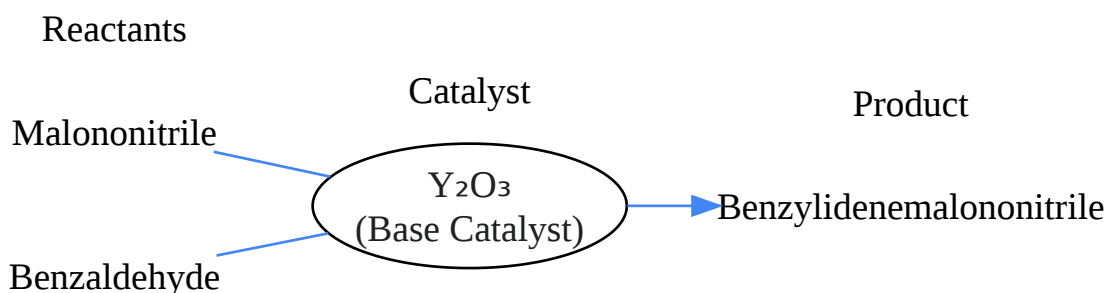 Reactants
Catalyst
Product
Malononitrile
Y₂O₃
(Base Catalyst)
Benzylidenemalononitrile
Benzaldehyde